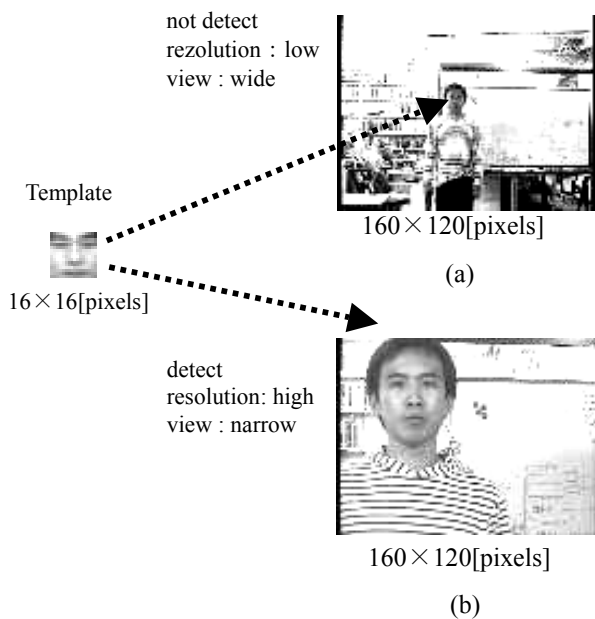 not detect
rezolution : low
view : wide
160×120[pixels]
(a)
Template
16×16[pixels]
detect
resolution: high
view : narrow
160×120[pixels]
(b)